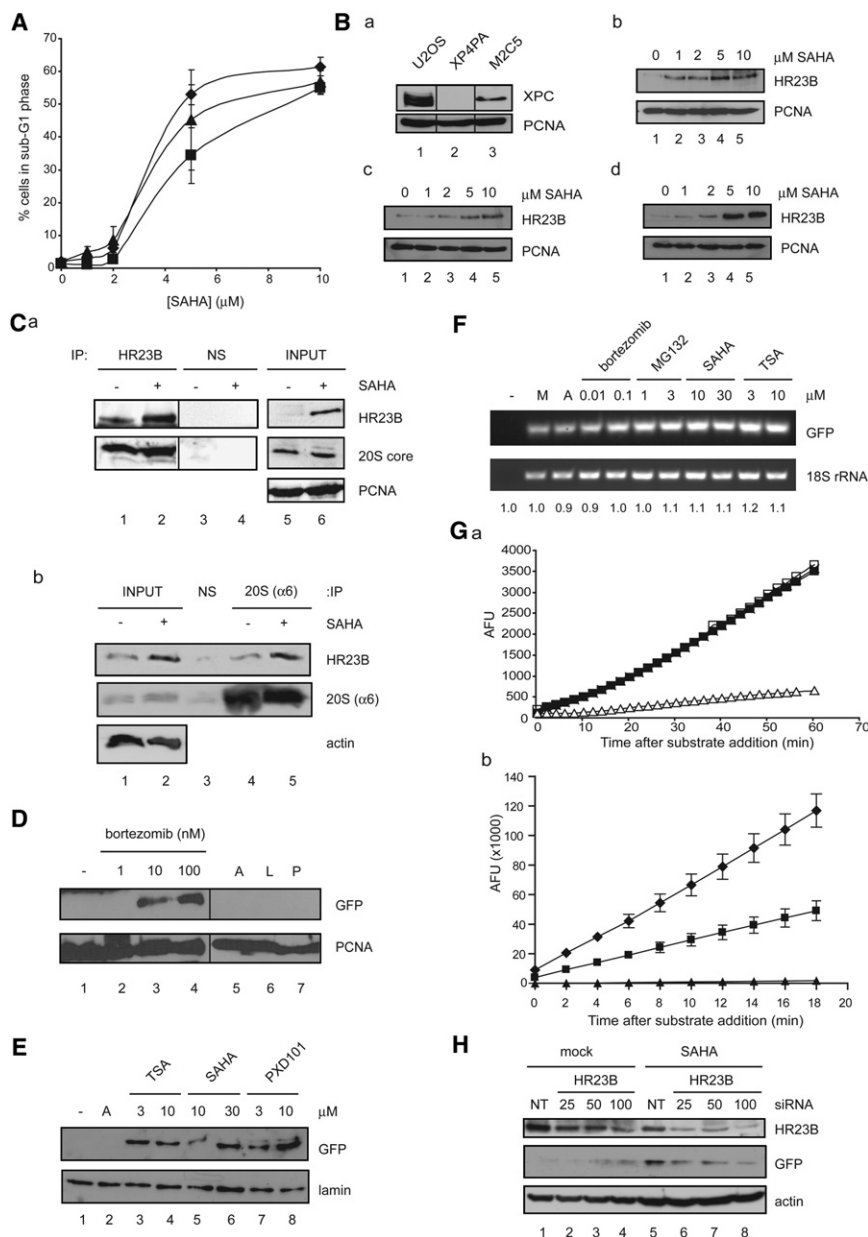 A
% cells in sub-G1 phase
70
60
50
40
30
20
10
0
0 2 4 6 8 10
[SAHA] (μM)
B
a
U2OS XP4PA M2C5
XPC
PCNA
1 2 3
b
0 1 2 5 10 μM SAHA
HR23B
PCNA
1 2 3 4 5
c
0 1 2 5 10 μM SAHA
HR23B
PCNA
1 2 3 4 5
d
0 1 2 5 10 μM SAHA
HR23B
PCNA
1 2 3 4 5
C
a
IP: HR23B NS INPUT
- + - + - + SAHA
HR23B
20S core
PCNA
1 2 3 4 5 6
b
INPUT NS 20S (α6) :IP
- + - + SAHA
HR23B
20S (α6)
actin
1 2 3 4 5
D
bortezomib (nM)
- 1 10 100 A L P
GFP
PCNA
1 2 3 4 5 6 7
E
TSA SAHA PXD101
- A 3 10 10 30 3 10 μM
GFP
lamin
1 2 3 4 5 6 7 8
F
bortezomib MG132 SAHA TSA
- M A 0.01 0.1 1 3 10 30 3 10 μM
GFP
18S rRNA
1.0 1.0 0.9 0.9 1.0 1.0 1.1 1.1 1.1 1.2 1.1
G
a
AFU
4000
3500
3000
2500
2000
1500
1000
500
0
0 10 20 30 40 50 60 70
Time after substrate addition (min)
b
AFU (x1000)
140
120
100
80
60
40
20
0
0 2 4 6 8 10 12 14 16 18 20
Time after substrate addition (min)
H
mock SAHA
HR23B HR23B
NT 25 50 100 NT 25 50 100 siRNA
HR23B
GFP
actin
1 2 3 4 5 6 7 8